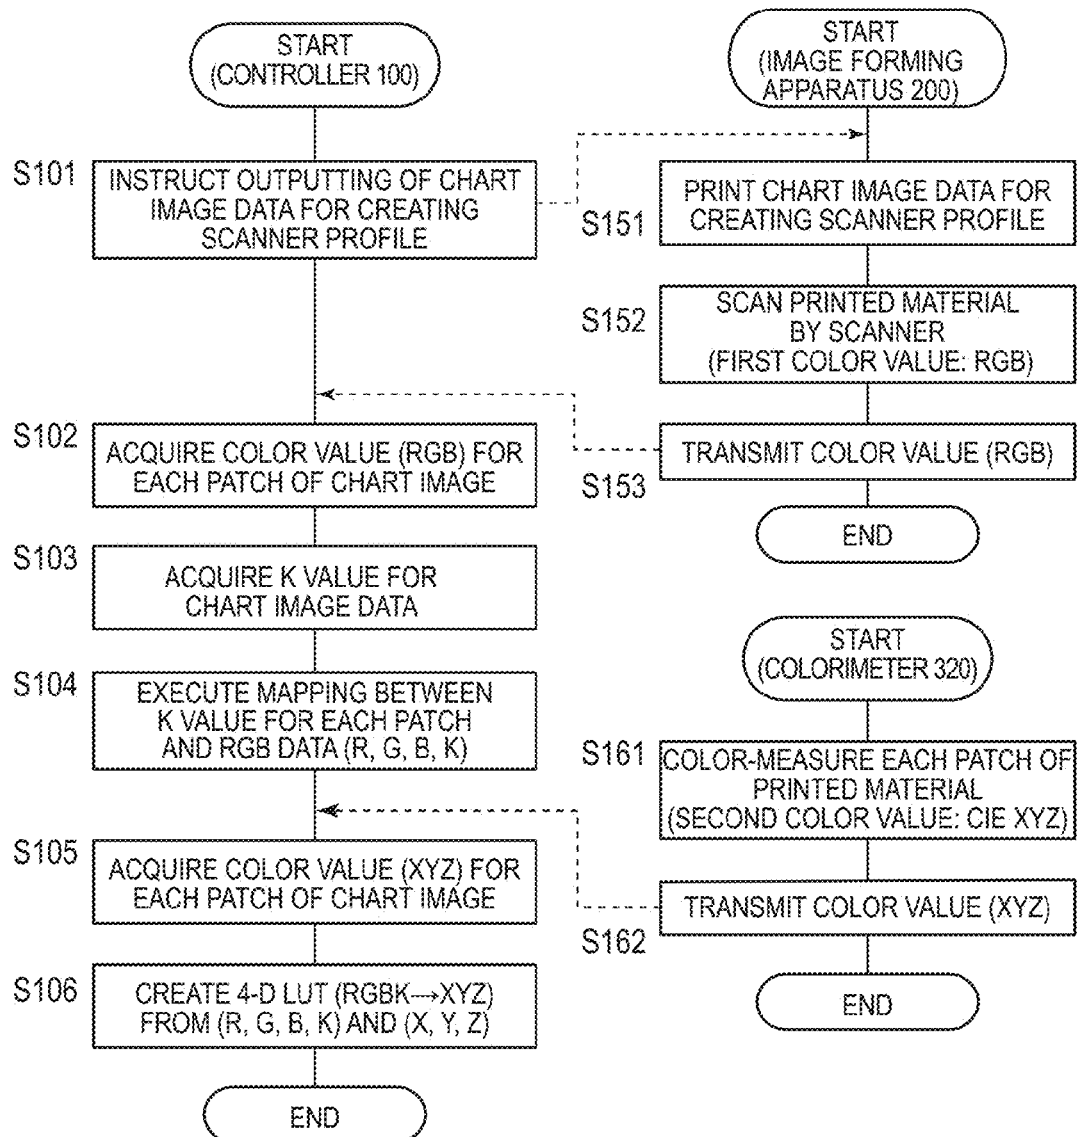 START
(CONTROLLER 100)
S101
INSTRUCT OUTPUTTING OF CHART
IMAGE DATA FOR CREATING
SCANNER PROFILE
S102
ACQUIRE COLOR VALUE (RGB) FOR
EACH PATCH OF CHART IMAGE
S103
ACQUIRE K VALUE FOR
CHART IMAGE DATA
S104
EXECUTE MAPPING BETWEEN
K VALUE FOR EACH PATCH
AND RGB DATA (R, G, B, K)
S105
ACQUIRE COLOR VALUE (XYZ) FOR
EACH PATCH OF CHART IMAGE
S106
CREATE 4-D LUT (RGBK→XYZ)
FROM (R, G, B, K) AND (X, Y, Z)
END
START
(IMAGE FORMING
APPARATUS 200)
S151
PRINT CHART IMAGE DATA FOR
CREATING SCANNER PROFILE
S152
SCAN PRINTED MATERIAL
BY SCANNER
(FIRST COLOR VALUE: RGB)
S153
TRANSMIT COLOR VALUE (RGB)
END
START
(COLORIMETER 320)
S161
COLOR-MEASURE EACH PATCH OF
PRINTED MATERIAL
(SECOND COLOR VALUE: CIE XYZ)
S162
TRANSMIT COLOR VALUE (XYZ)
END